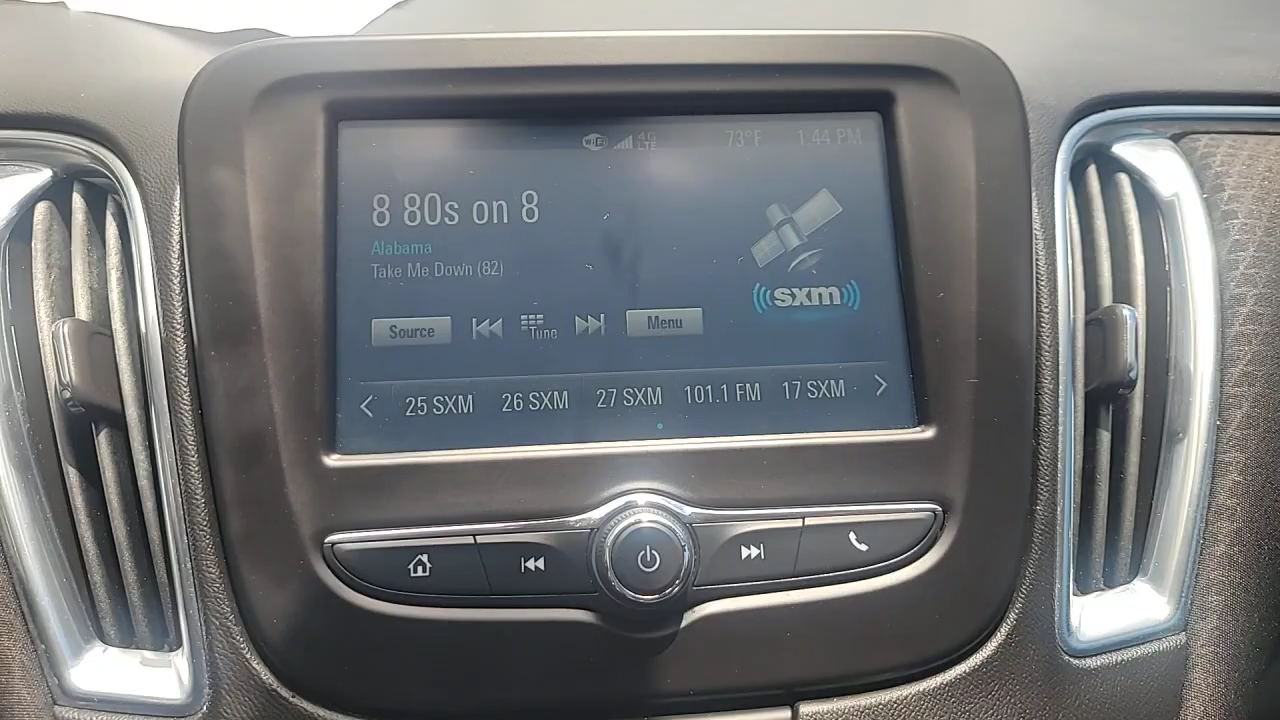 WiFi 4G LTE 73°F 1:44 PM
8 80s on 8
Alabama
Take Me Down (82)
sxm
Source Tune Menu
25 SXM 26 SXM 27 SXM 101.1 FM 17 SXM